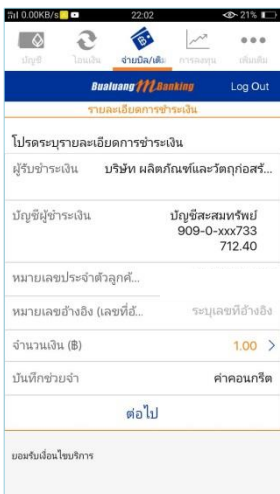 0.00KB/s 22:02 21%
บัญชี โอนเงิน จ่ายบิล/เติม การลงทุน เพิ่มเติม
Bualuang M Banking Log Out
รายละเอียดการชำระเงิน
โปรดระบุรายละเอียดการชำระเงิน
ผู้รับชำระเงิน บริษัท ผลิตภัณฑ์และวัตถุก่อสร้...
บัญชีผู้ชำระเงิน บัญชีสะสมทรัพย์
909-0-xxx733
712.40
หมายเลขประจำตัวลูกค้...
หมายเลขอ้างอิง (เลขที่อ้... ระบุเลขที่อ้างอิง
จำนวนเงิน (฿) 1.00 >
บันทึกช่วยจำ ค่าคอนกรีต
ต่อไป
ยอมรับเงื่อนไขบริการ